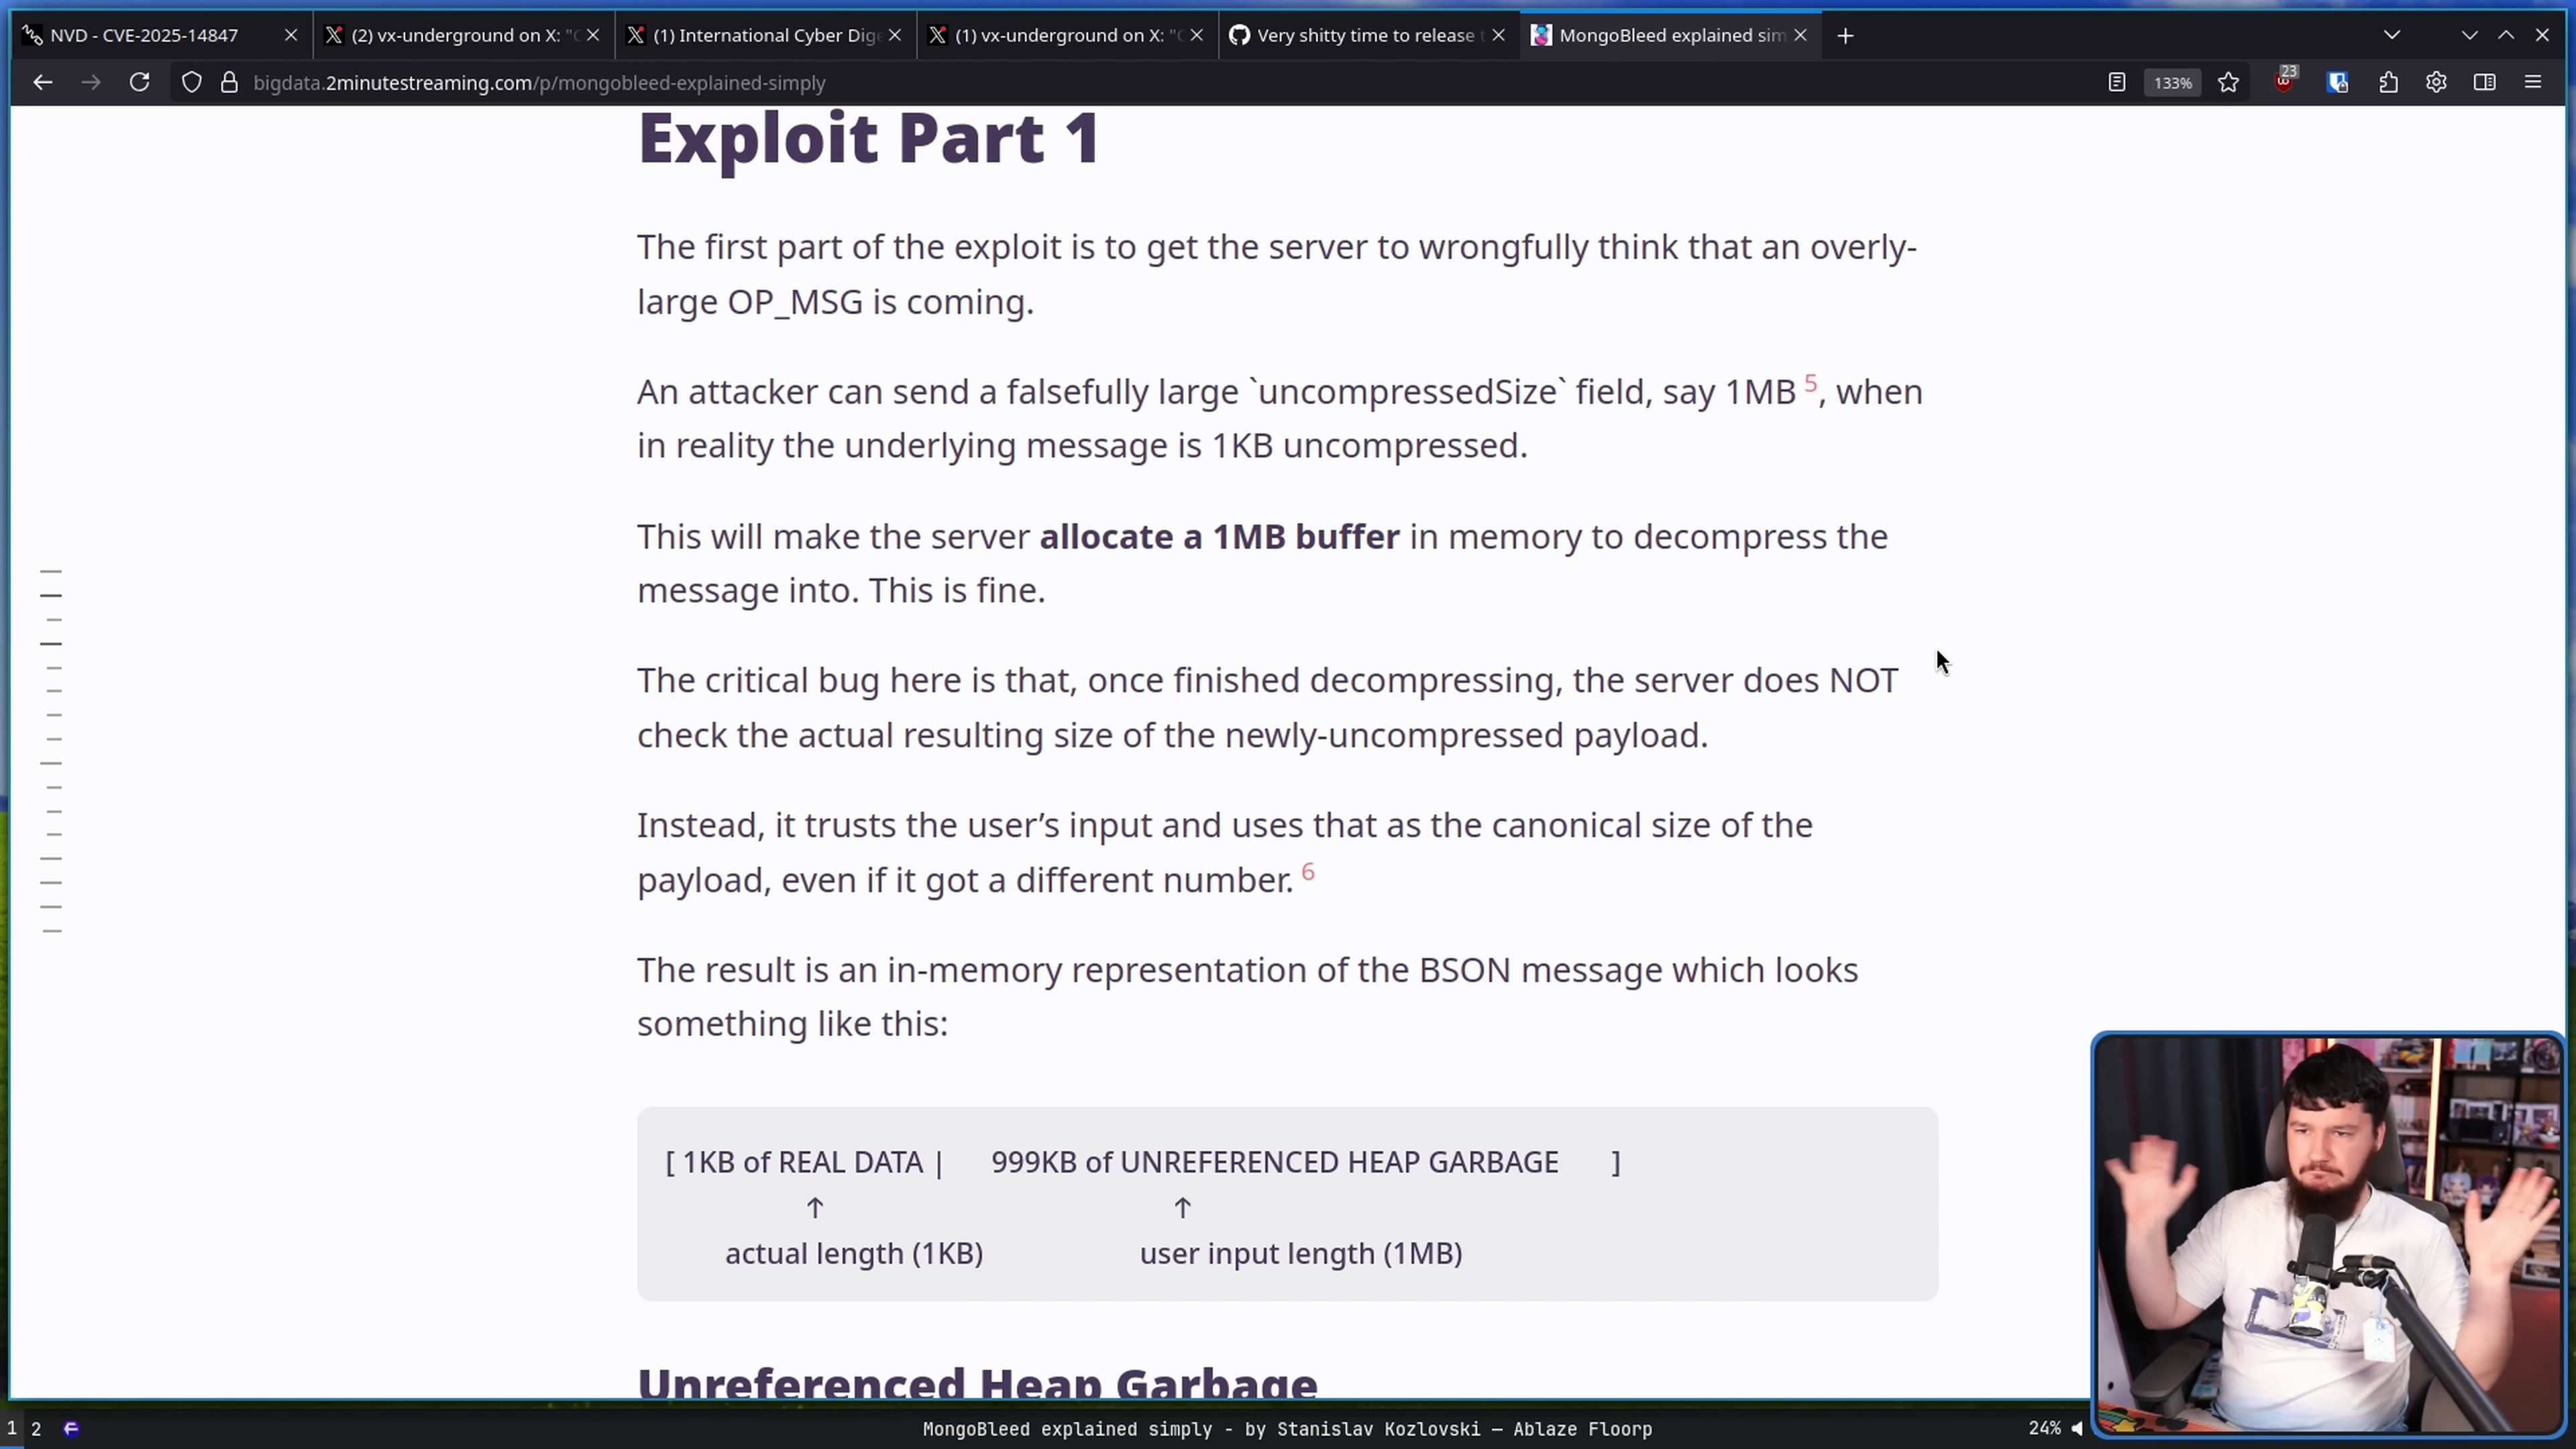 NVD - CVE-2025-14847
(2) vx-underground on X: "C
(1) International Cyber Dige
(1) vx-underground on X: "C
Very shitty time to release t
MongoBleed explained sim
bigdata.2minutestreaming.com/p/mongobleed-explained-simply
133%
23
Exploit Part 1
The first part of the exploit is to get the server to wrongfully think that an overly-
large OP_MSG is coming.
An attacker can send a falsefully large `uncompressedSize` field, say 1MB 5, when
in reality the underlying message is 1KB uncompressed.
This will make the server allocate a 1MB buffer in memory to decompress the
message into. This is fine.
The critical bug here is that, once finished decompressing, the server does NOT
check the actual resulting size of the newly-uncompressed payload.
Instead, it trusts the user’s input and uses that as the canonical size of the
payload, even if it got a different number. 6
The result is an in-memory representation of the BSON message which looks
something like this:
[ 1KB of REAL DATA | 999KB of UNREFERENCED HEAP GARBAGE ]
↑ ↑
actual length (1KB) user input length (1MB)
Unreferenced Heap Garbage
1 2
MongoBleed explained simply - by Stanislav Kozlovski — Ablaze Floorp
24%